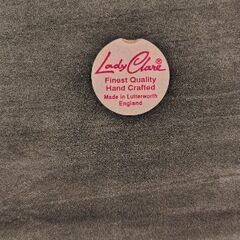 Lady Clare®
Finest Quality
Hand Crafted
Made in Lutterworth
England